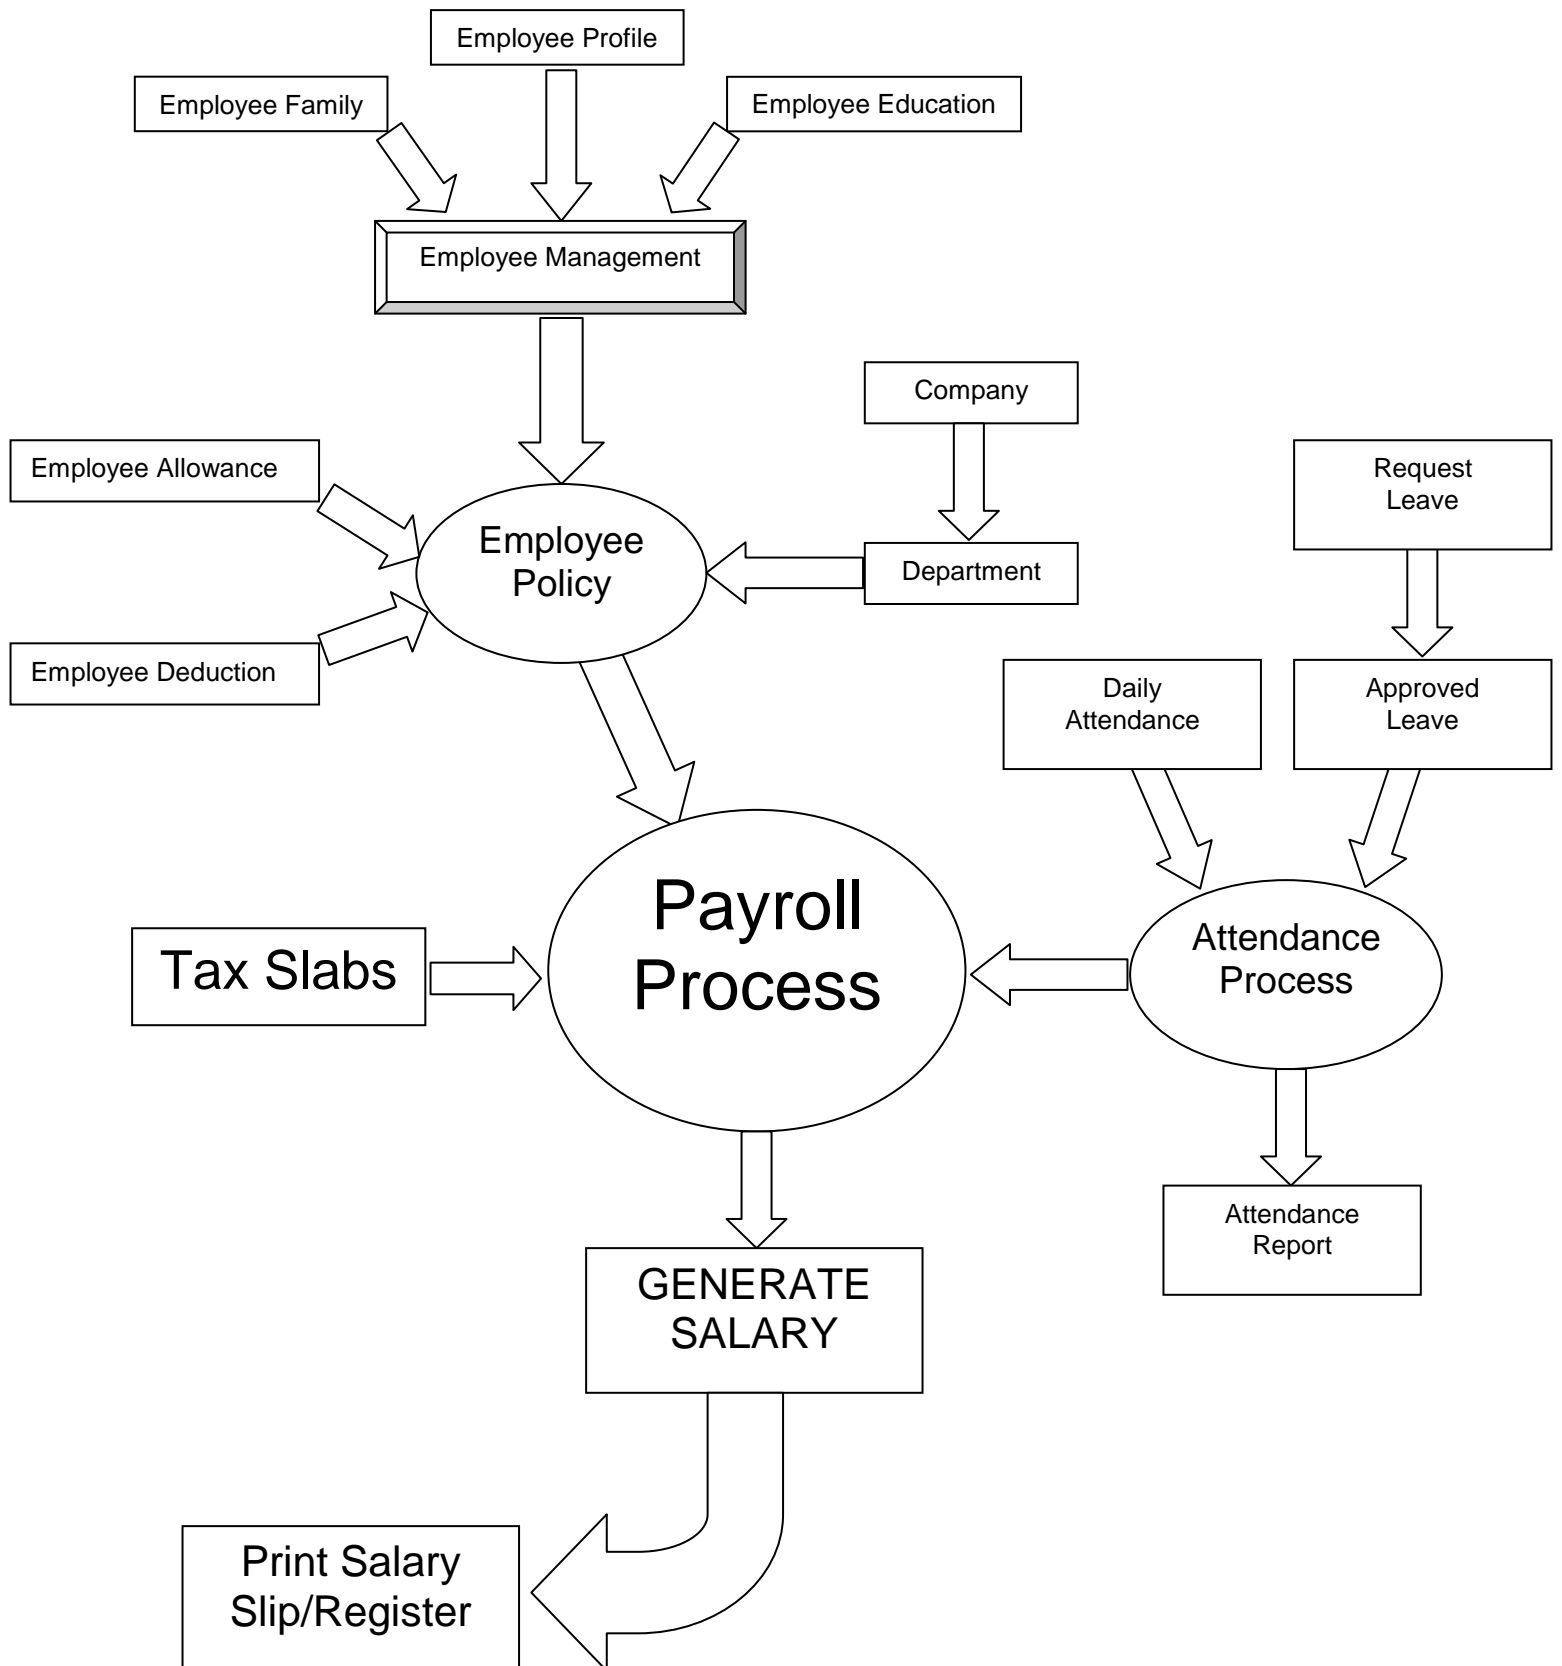 Employee Profile
Employee Family
Employee Education
Employee Management
Company
Employee Allowance
Request
Leave
Employee
Policy
Department
Employee Deduction
Daily
Attendance
Approved
Leave
Payroll
Process
Tax Slabs
Attendance
Process
Attendance
Report
GENERATE
SALARY
Print Salary
Slip/Register